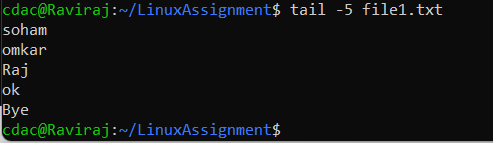 cdac@Raviraj:~/LinuxAssignment$ tail -5 file1.txt
soham
omkar
Raj
ok
Bye
cdac@Raviraj:~/LinuxAssignment$